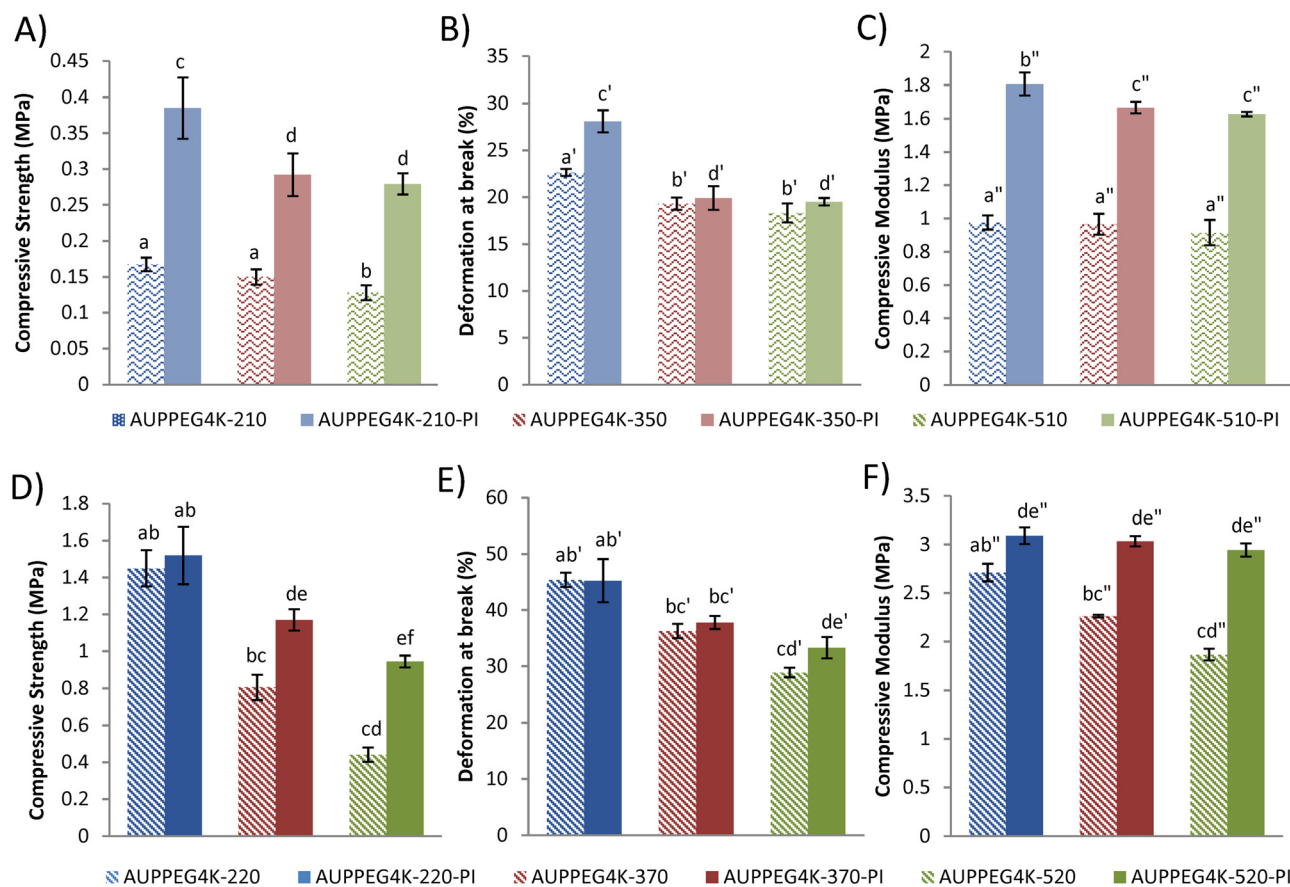 A)
Compressive Strength (MPa)
0.45
0.4
0.35
0.3
0.25
0.2
0.15
0.1
0.05
0
a
c
a
d
b
d
B)
Deformation at break (%)
35
30
25
20
15
10
5
0
a'
c'
b'
d'
b'
d'
C)
Compressive Modulus (MPa)
2
1.8
1.6
1.4
1.2
1
0.8
0.6
0.4
0.2
0
a"
b"
a"
c"
a"
c"
AUPPEG4K-210 AUPPEG4K-210-PI AUPPEG4K-350 AUPPEG4K-350-PI AUPPEG4K-510 AUPPEG4K-510-PI
D)
Compressive Strength (MPa)
1.8
1.6
1.4
1.2
1
0.8
0.6
0.4
0.2
0
ab
ab
bc
de
cd
ef
E)
Deformation at break (%)
60
50
40
30
20
10
0
ab'
ab'
bc'
bc'
cd'
de'
F)
Compressive Modulus (MPa)
3.5
3
2.5
2
1.5
1
0.5
0
ab"
de"
bc"
de"
cd"
de"
AUPPEG4K-220 AUPPEG4K-220-PI AUPPEG4K-370 AUPPEG4K-370-PI AUPPEG4K-520 AUPPEG4K-520-PI